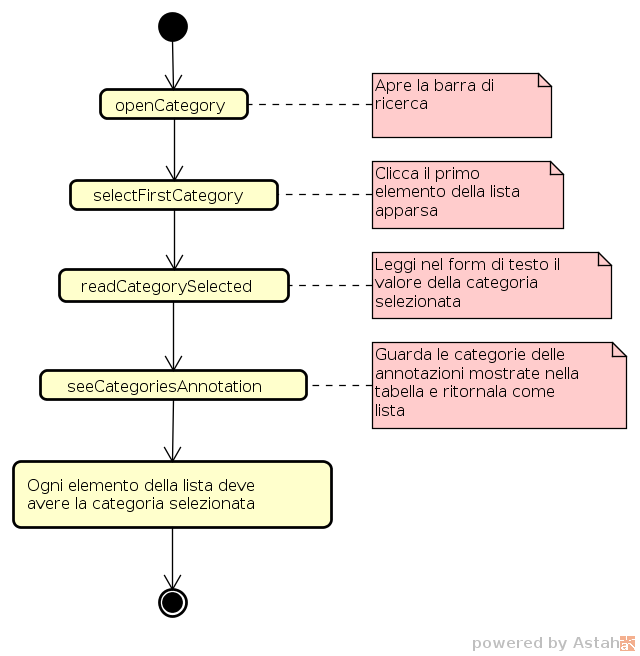 openCategory
Apre la barra di
ricerca
selectFirstCategory
Clicca il primo
elemento della lista
apparsa
readCategorySelected
Leggi nel form di testo il
valore della categoria
selezionata
seeCategoriesAnnotation
Guarda le categorie delle
annotazioni mostrate nella
tabella e ritornala come
lista
Ogni elemento della lista deve
avere la categoria selezionata
powered by Astah